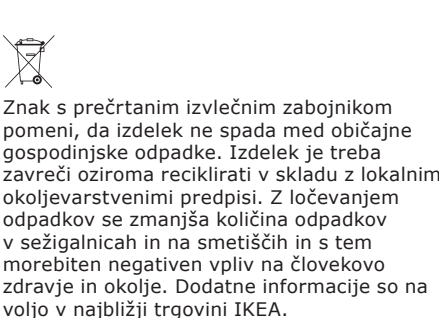 Znak s prečrtanim izvlečnim zabojnikom
pomeni, da izdelek ne spada med običajne
gospodinjske odpadke. Izdelek je treba
zavreči oziroma reciklirati v skladu z lokalnim
okoljevarstvenimi predpisi. Z ločevanjem
odpadkov se zmanjša količina odpadkov
v sežigalnicah in na smetiščih in s tem
morebiten negativen vpliv na človekovo
zdravje in okolje. Dodatne informacije so na
voljo v najbližji trgovini IKEA.